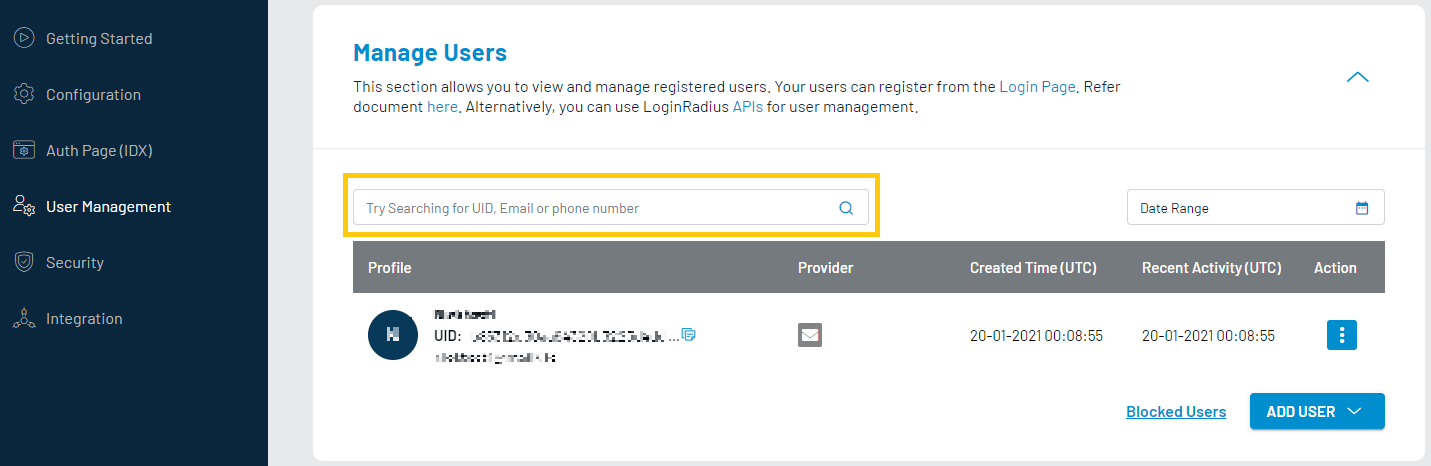 Getting Started
Configuration
Auth Page (IDX)
User Management
Security
Integration
Manage Users
This section allows you to view and manage registered users. Your users can register from the Login Page. Refer
document here. Alternatively, you can use LoginRadius APIs for user management.
Try Searching for UID, Email or phone number
Date Range
Profile Provider Created Time (UTC) Recent Activity (UTC) Action
UID: ... 20-01-2021 00:08:55 20-01-2021 00:08:55
Blocked Users ADD USER